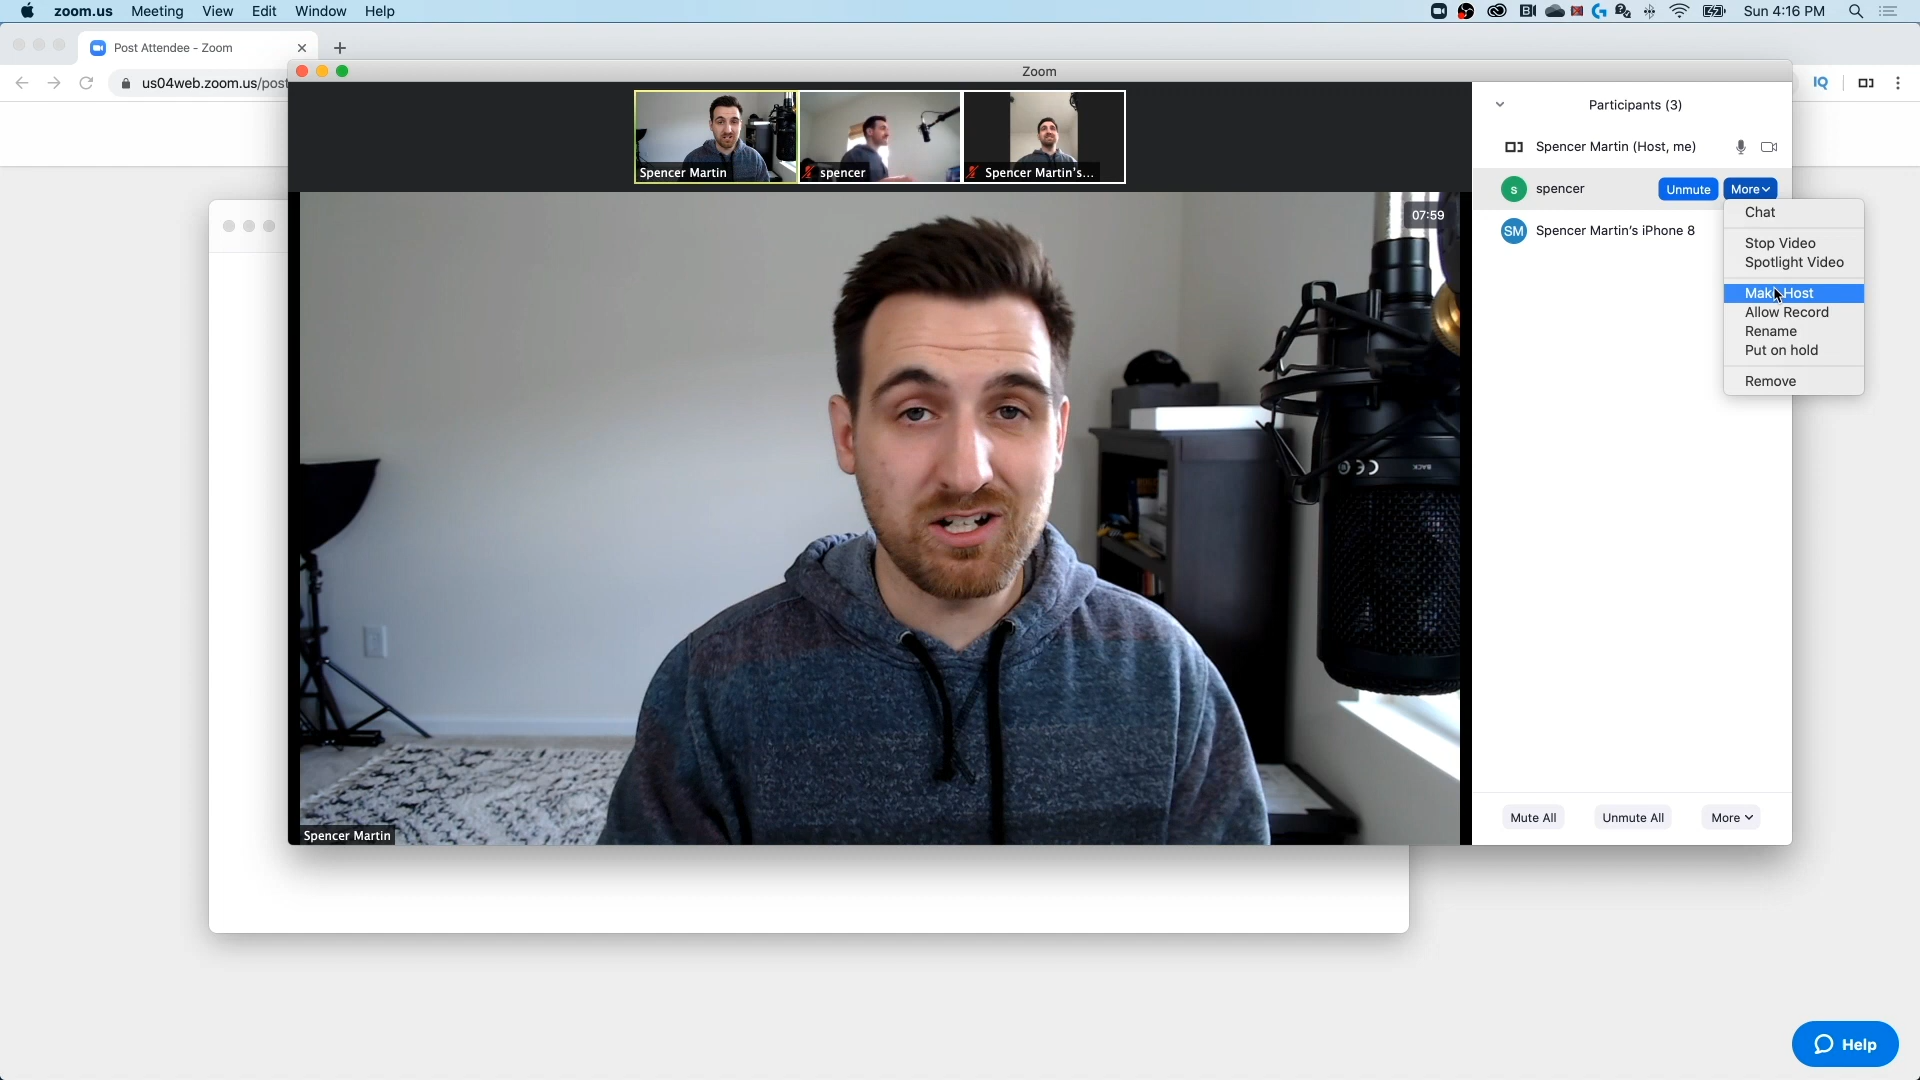 zoom.us Meeting View Edit Window Help
Sun 4:16 PM
Post Attendee - Zoom
us04web.zoom.us/post
IQ
Zoom
Spencer Martin
spencer
Spencer Martin's...
07:59
BACK
Spencer Martin
Participants (3)
Spencer Martin (Host, me)
s spencer Unmute More
SM Spencer Martin's iPhone 8
Chat
Stop Video
Spotlight Video
Make Host
Allow Record
Rename
Put on hold
Remove
Mute All Unmute All More
Help